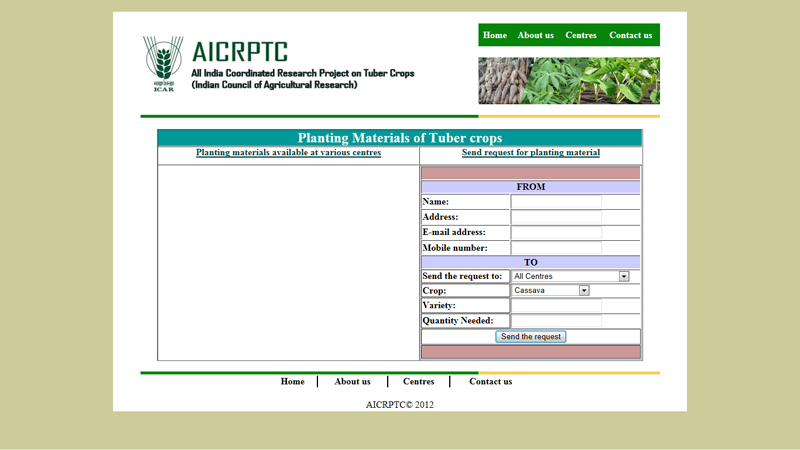 Home About us Centres Contact us
AICRPTC
All India Coordinated Research Project on Tuber Crops
(Indian Council of Agricultural Research)
ICAR
Planting Materials of Tuber crops
Planting materials available at various centres
Send request for planting material
FROM
Name:
Address:
E-mail address:
Mobile number:
TO
Send the request to: All Centres
Crop: Cassava
Variety:
Quantity Needed:
Send the request
Home About us Centres Contact us
AICRPTC© 2012